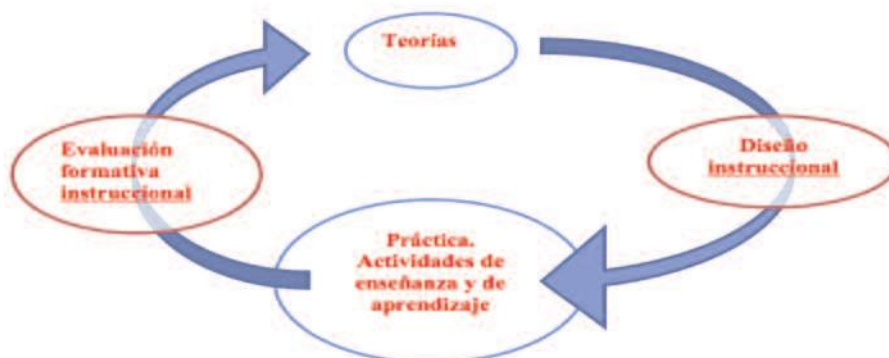 Teorías
Diseño
instruccional
Práctica.
Actividades de
enseñanza y de
aprendizaje
Evaluación
formativa
instruccional